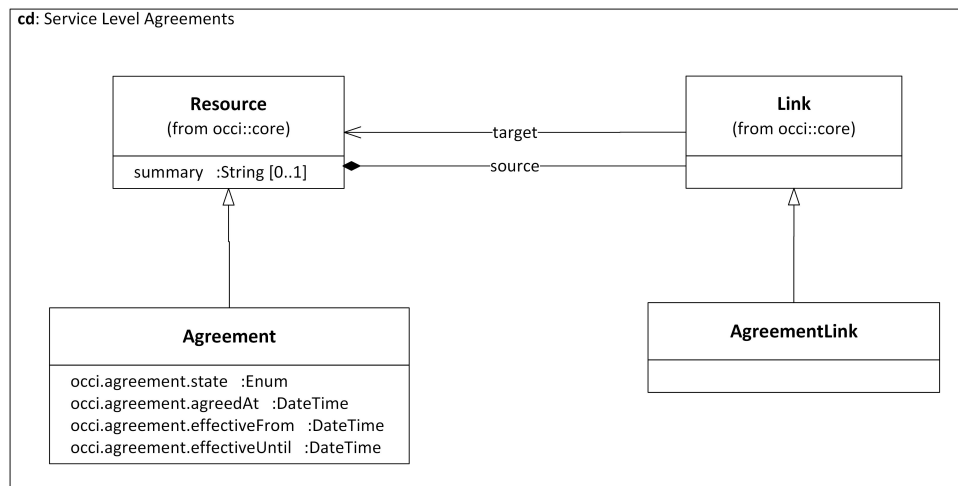 cd: Service Level Agreements
Resource
(from occi::core)
summary :String [0..1]
Link
(from occi::core)
target
source
Agreement
occi.agreement.state :Enum
occi.agreement.agreedAt :DateTime
occi.agreement.effectiveFrom :DateTime
occi.agreement.effectiveUntil :DateTime
AgreementLink